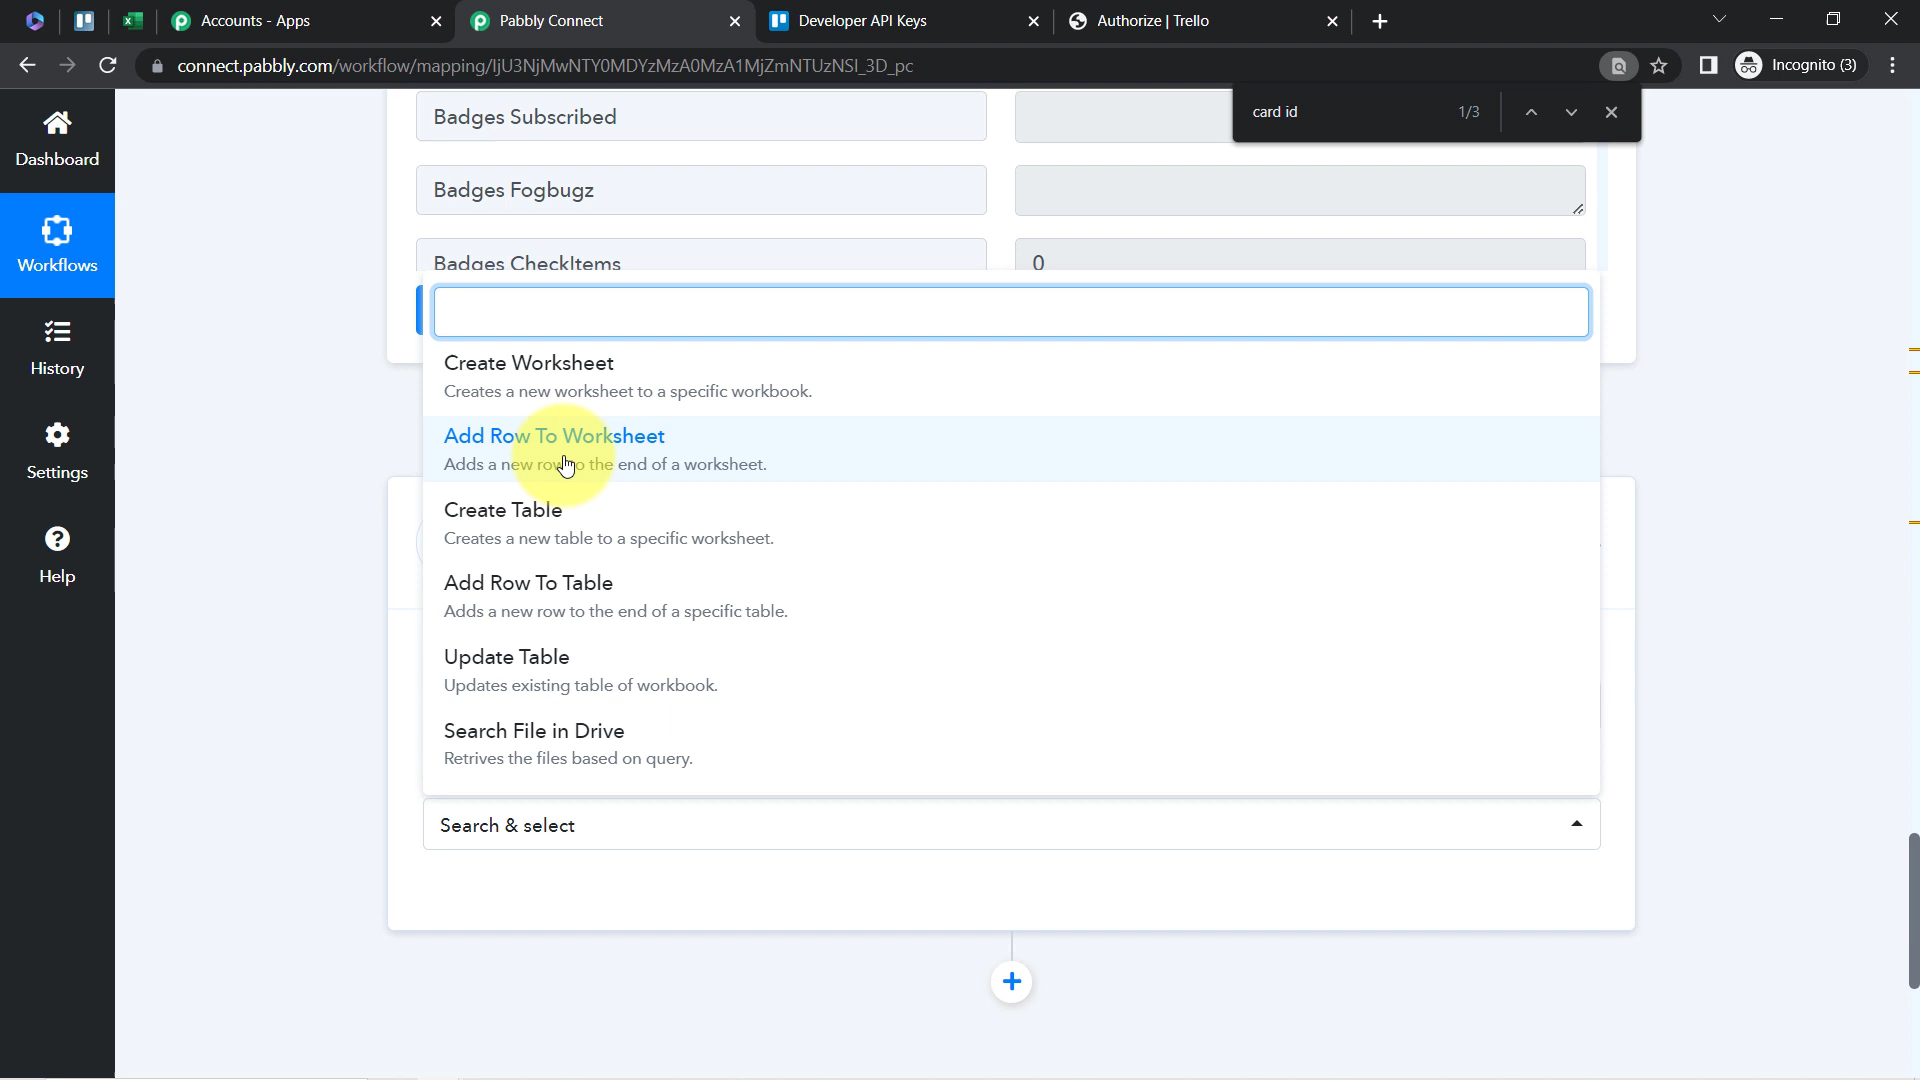 Accounts - Apps
Pabbly Connect
Developer API Keys
Authorize | Trello
connect.pabbly.com/workflow/mapping/IjU3NjMwNTY0MDYzMzA0MzA1MjZmNTUzNSI_3D_pc
Incognito (3)
card id
1/3
Dashboard
Workflows
History
Settings
Help
Badges Subscribed
Badges Fogbugz
Badges CheckItems
0
Create Worksheet
Creates a new worksheet to a specific workbook.
Add Row To Worksheet
Adds a new row to the end of a worksheet.
Create Table
Creates a new table to a specific worksheet.
Add Row To Table
Adds a new row to the end of a specific table.
Update Table
Updates existing table of workbook.
Search File in Drive
Retrives the files based on query.
Search & select